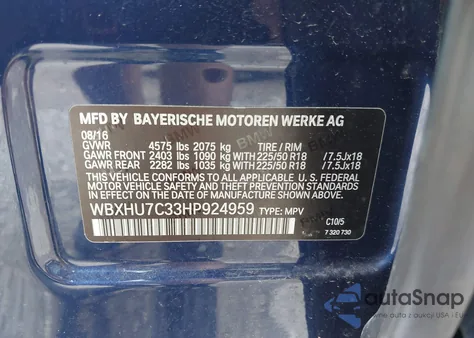 MFD BY BAYERISCHE MOTOREN WERKE AG
08/16
GVWR 4575 lbs 2075 kg TIRE / RIM
GAWR FRONT 2403 lbs 1090 kg WITH 225/50 R18 /7.5Jx18
GAWR REAR 2282 lbs 1035 kg WITH 225/50 R18 /7.5Jx18
THIS VEHICLE CONFORMS TO ALL APPLICABLE
FEDERAL MOTOR VEHICLE SAFETY AND THEFT
PREVENTION STANDARDS IN EFFECT ON THE DATE
OF MANUFACTURE SHOWN ABOVE.
WBXHU7C33HP924959 TYPE: MPV
C10/5
7 320 730
autoSnap